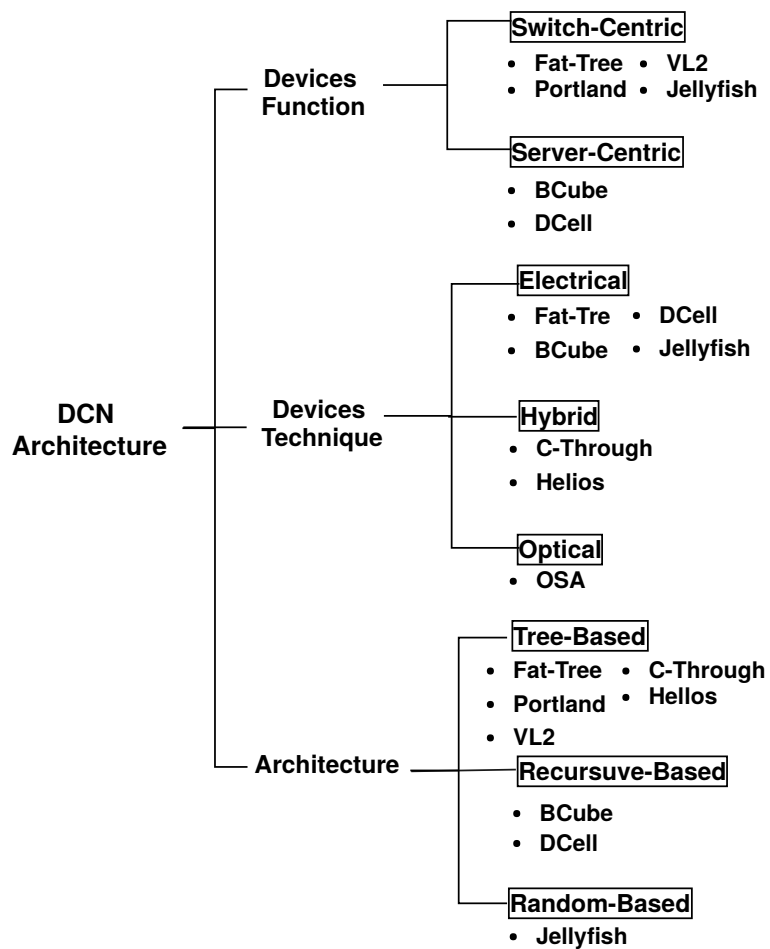 Switch-Centric
• Fat-Tree • VL2
• Portland • Jellyfish
Devices
Function
Server-Centric
• BCube
• DCell
Electrical
• Fat-Tre • DCell
• BCube • Jellyfish
DCN
Architecture
Devices
Technique
Hybrid
• C-Through
• Helios
Optical
• OSA
Tree-Based
• Fat-Tree • C-Through
• Portland • Hellos
• VL2
Architecture
Recursuve-Based
• BCube
• DCell
Random-Based
• Jellyfish